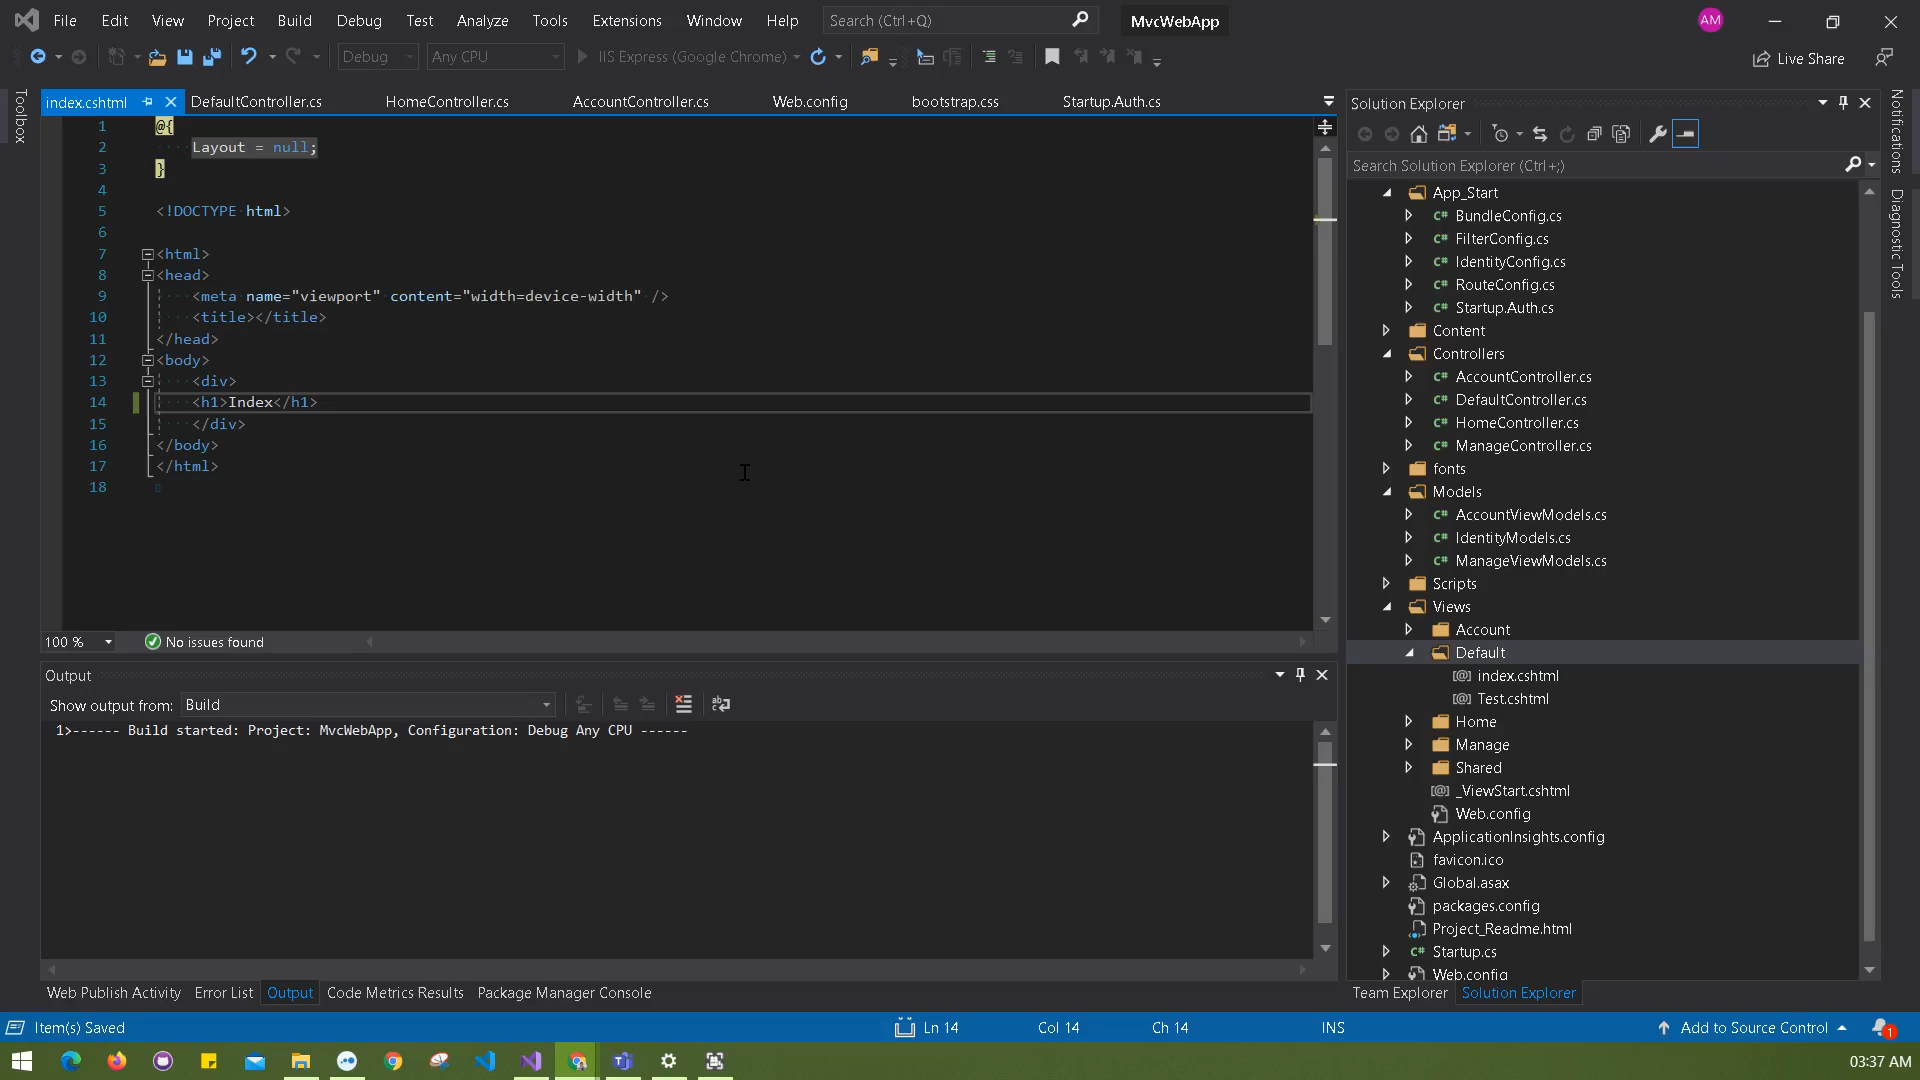 File Edit View Project Build Debug Test Analyze Tools Extensions Window Help Search (Ctrl+Q) MvcWebApp AM
Debug Any CPU IIS Express (Google Chrome) Live Share
Toolbox
index.cshtml DefaultController.cs HomeController.cs AccountController.cs Web.config bootstrap.css Startup.Auth.cs
1 @{
2 Layout = null;
3 }
4
5 <!DOCTYPE html>
6
7 <html>
8 <head>
9 <meta name="viewport" content="width=device-width" />
10 <title></title>
11 </head>
12 <body>
13 <div>
14 <h1>Index</h1>
15 </div>
16 </body>
17 </html>
18
100 % No issues found
Output
Show output from: Build
1>------ Build started: Project: MvcWebApp, Configuration: Debug Any CPU ------
Web Publish Activity Error List Output Code Metrics Results Package Manager Console
Solution Explorer
Search Solution Explorer (Ctrl+;)
App_Start
C# BundleConfig.cs
C# FilterConfig.cs
C# IdentityConfig.cs
C# RouteConfig.cs
C# Startup.Auth.cs
Content
Controllers
C# AccountController.cs
C# DefaultController.cs
C# HomeController.cs
C# ManageController.cs
fonts
Models
C# AccountViewModels.cs
C# IdentityModels.cs
C# ManageViewModels.cs
Scripts
Views
Account
Default
[@] index.cshtml
[@] Test.cshtml
Home
Manage
Shared
[@] _ViewStart.cshtml
Web.config
ApplicationInsights.config
favicon.ico
Global.asax
packages.config
Project_Readme.html
C# Startup.cs
Web.config
Team Explorer Solution Explorer
Notifications
Diagnostic Tools
Item(s) Saved Ln 14 Col 14 Ch 14 INS Add to Source Control 1
03:37 AM